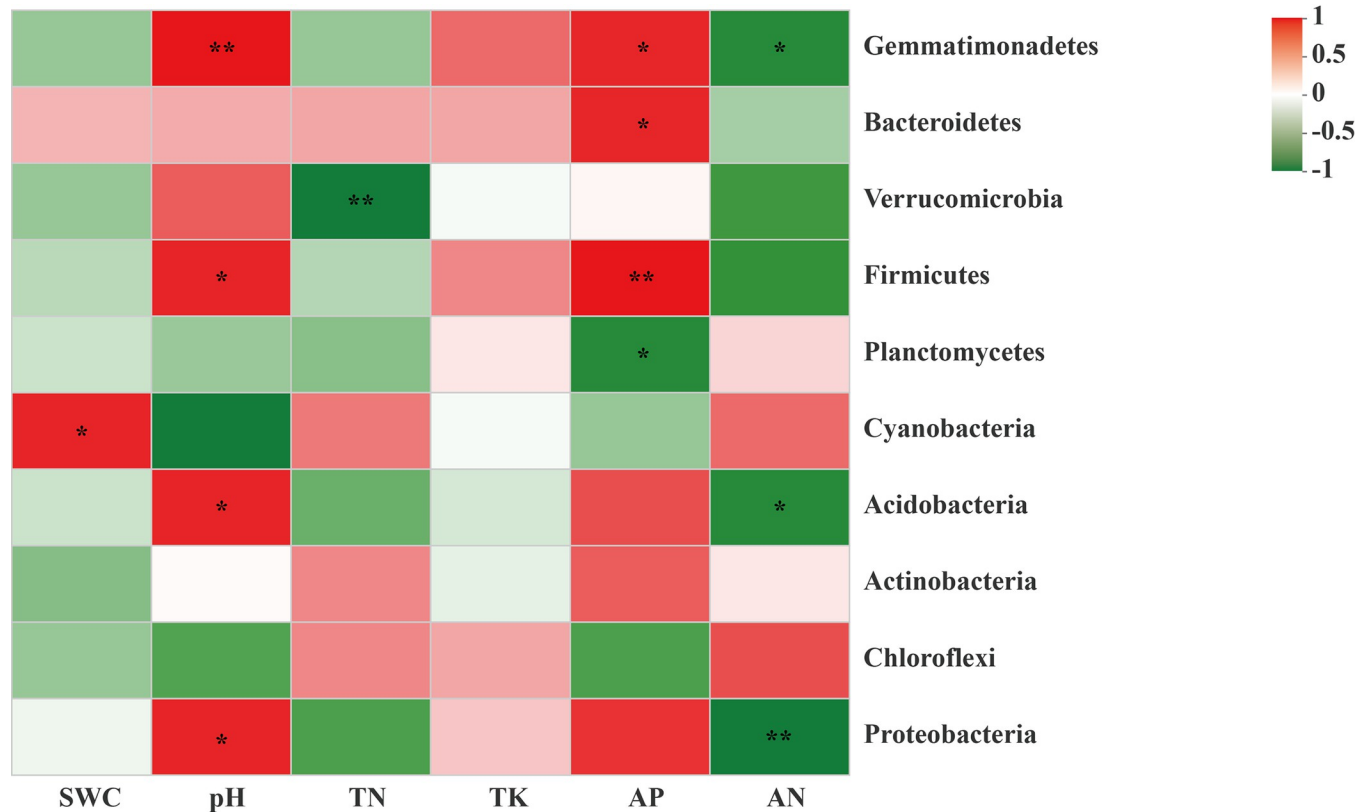 ** * * Gemmatimonadetes
* Bacteroidetes
** Verrucomicrobia
* ** Firmicutes
* Planctomycetes
* Cyanobacteria
* * Acidobacteria
Actinobacteria
Chloroflexi
* ** Proteobacteria
SWC pH TN TK AP AN
1
0.5
0
-0.5
-1